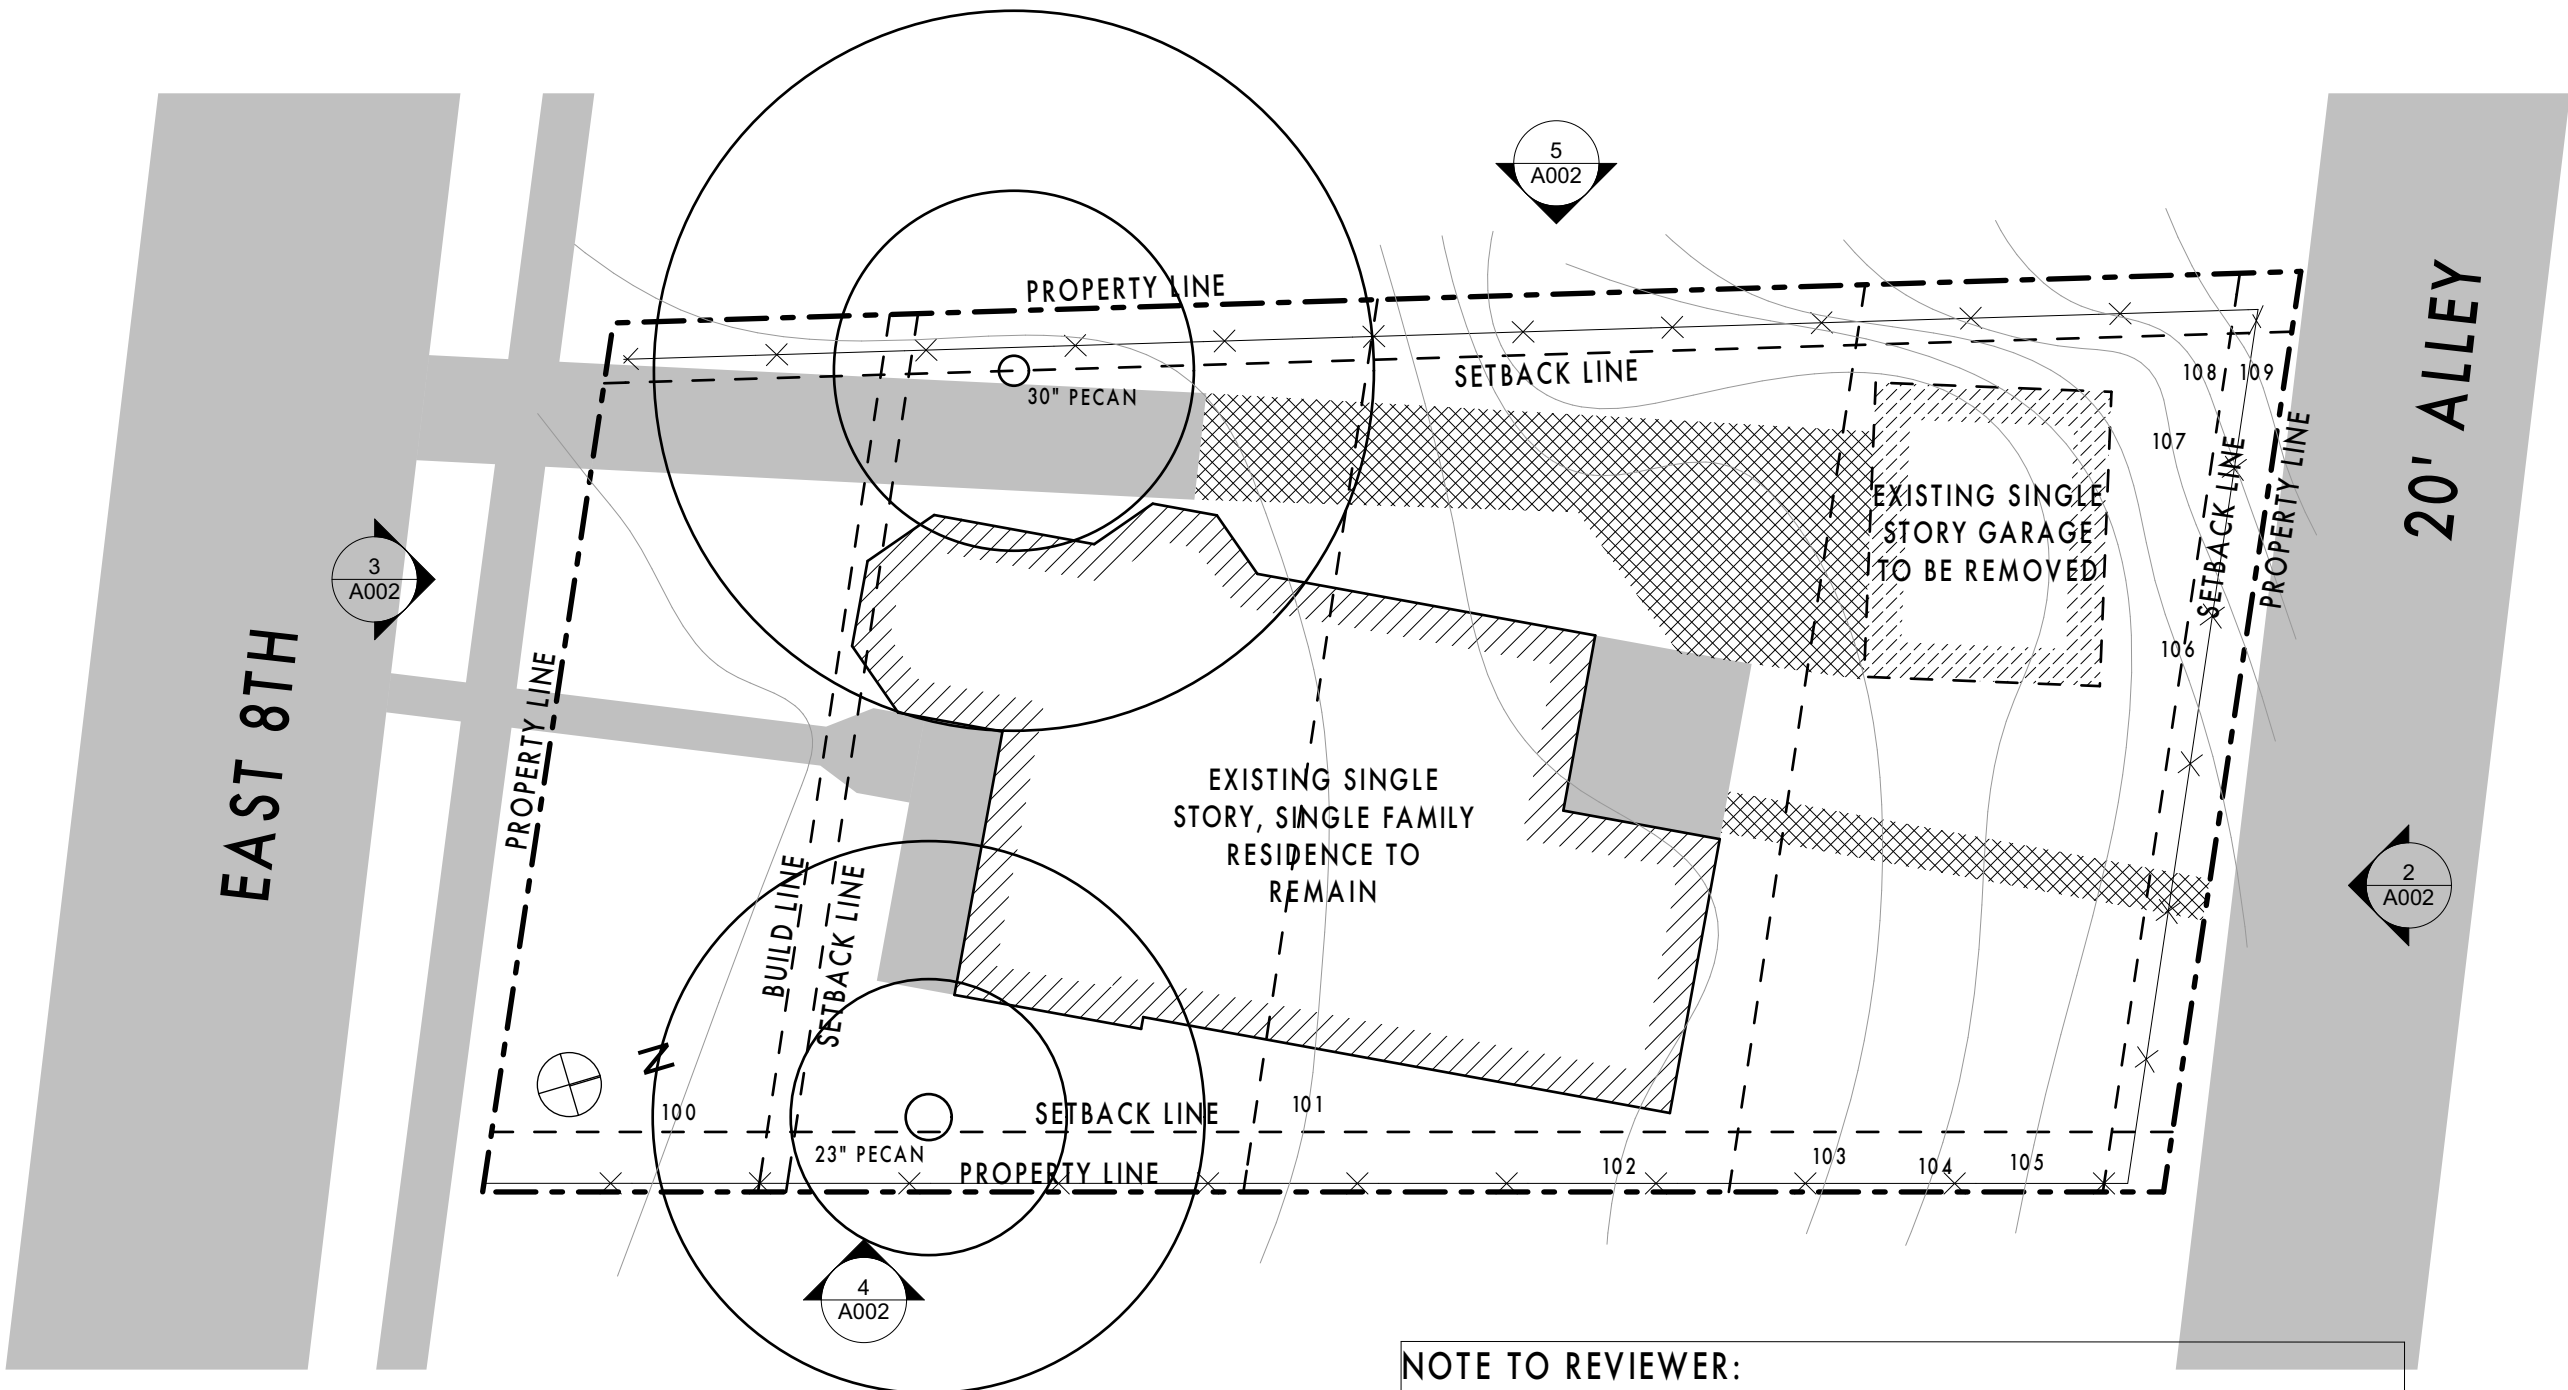 5
A002
PROPERTY LINE
SETBACK LINE
30" PECAN
108
109
107
20' ALLEY
EXISTING SINGLE
STORY GARAGE
TO BE REMOVED
SETBACK LINE
PROPERTY LINE
3
A002
106
EAST 8TH
PROPERTY LINE
EXISTING SINGLE
STORY, SINGLE FAMILY
RESIDENCE TO
REMAIN
BUILD LINE
SETBACK LINE
2
A002
N
100
SETBACK LINE
101
23" PECAN
PROPERTY LINE
102
103
104
105
4
A002
NOTE TO REVIEWER: